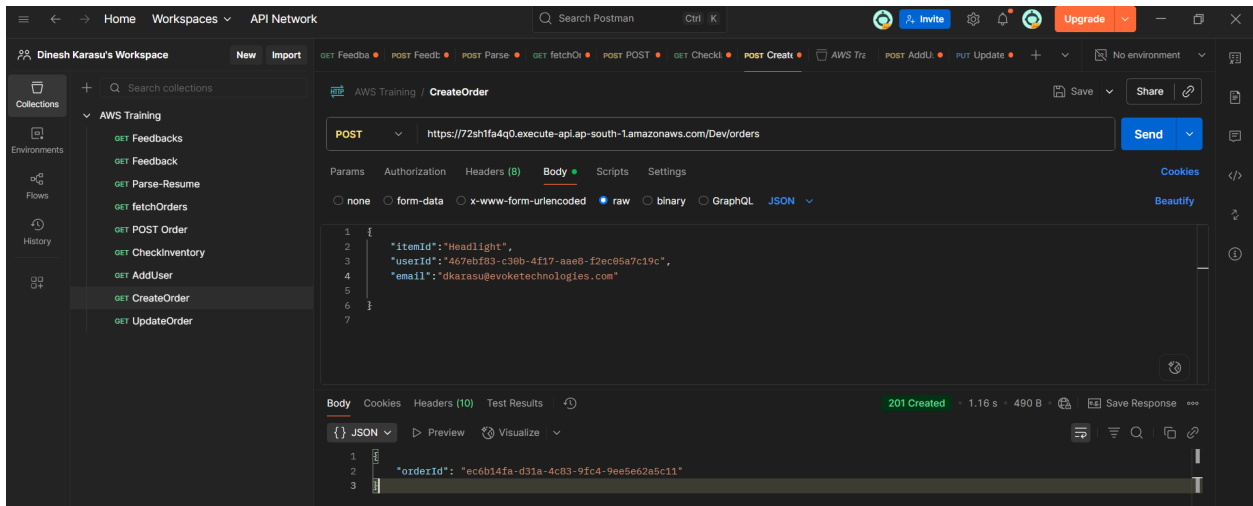 Home Workspaces API Network Search Postman Ctrl K Invite Upgrade
Dinesh Karasu's Workspace New Import
GET Feedba POST Feedb POST Parse GET fetchOr POST POST GET Checkl POST Create AWS Tra POST AddU PUT Update No environment
Collections
Environments
Flows
History
Search collections
AWS Training
GET Feedbacks
GET Feedback
GET Parse-Resume
GET fetchOrders
GET POST Order
GET CheckInventory
GET AddUser
GET CreateOrder
GET UpdateOrder
HTTP AWS Training / CreateOrder Save Share
POST https://72sh1fa4q0.execute-api.ap-south-1.amazonaws.com/Dev/orders Send
Params Authorization Headers (8) Body Scripts Settings Cookies
none form-data x-www-form-urlencoded raw binary GraphQL JSON Beautify
1 {
2 "itemId":"Headlight",
3 "userId":"467ebf83-c30b-4f17-aae8-f2ec05a7c19c",
4 "email":"dkarasu@evoketechnologies.com"
5
6 }
7
Body Cookies Headers (10) Test Results 201 Created 1.16 s 490 B e.g. Save Response
{} JSON Preview Visualize
1 {
2 "orderId": "ec6b14fa-d31a-4c83-9fc4-9ee5e62a5c11"
3 }